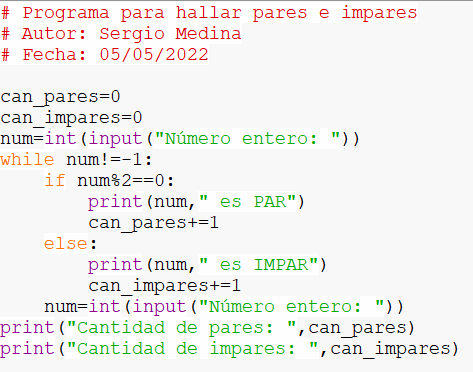 # Programa para hallar pares e impares
# Autor: Sergio Medina
# Fecha: 05/05/2022

can_pares=0
can_impares=0
num=int(input("Número entero: "))
while num!=-1:
    if num%2==0:
        print(num," es PAR")
        can_pares+=1
    else:
        print(num," es IMPAR")
        can_impares+=1
    num=int(input("Número entero: "))
print("Cantidad de pares: ",can_pares)
print("Cantidad de impares: ",can_impares)